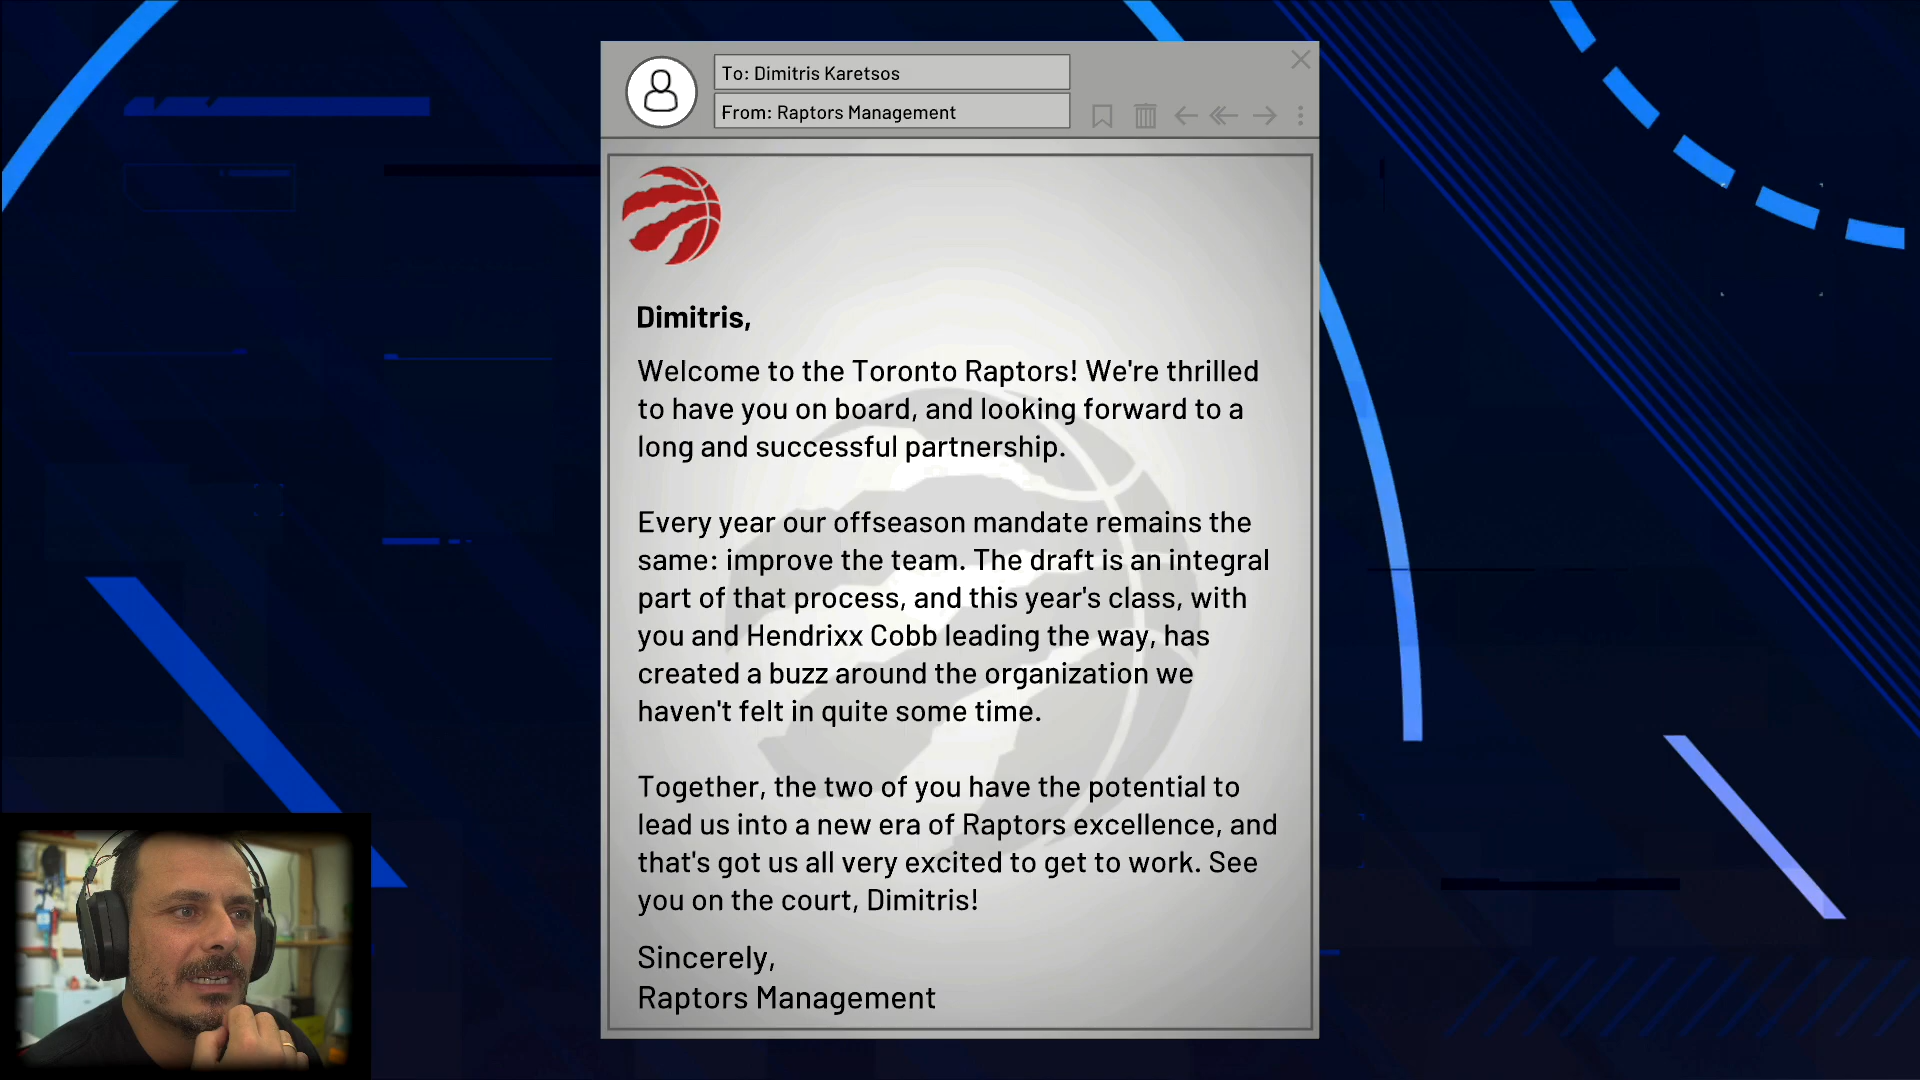 To: Dimitris Karetsos
From: Raptors Management
Dimitris,
Welcome to the Toronto Raptors! We're thrilled
to have you on board, and looking forward to a
long and successful partnership.
Every year our offseason mandate remains the
same: improve the team. The draft is an integral
part of that process, and this year's class, with
you and Hendrixx Cobb leading the way, has
created a buzz around the organization we
haven't felt in quite some time.
Together, the two of you have the potential to
lead us into a new era of Raptors excellence, and
that's got us all very excited to get to work. See
you on the court, Dimitris!
Sincerely,
Raptors Management